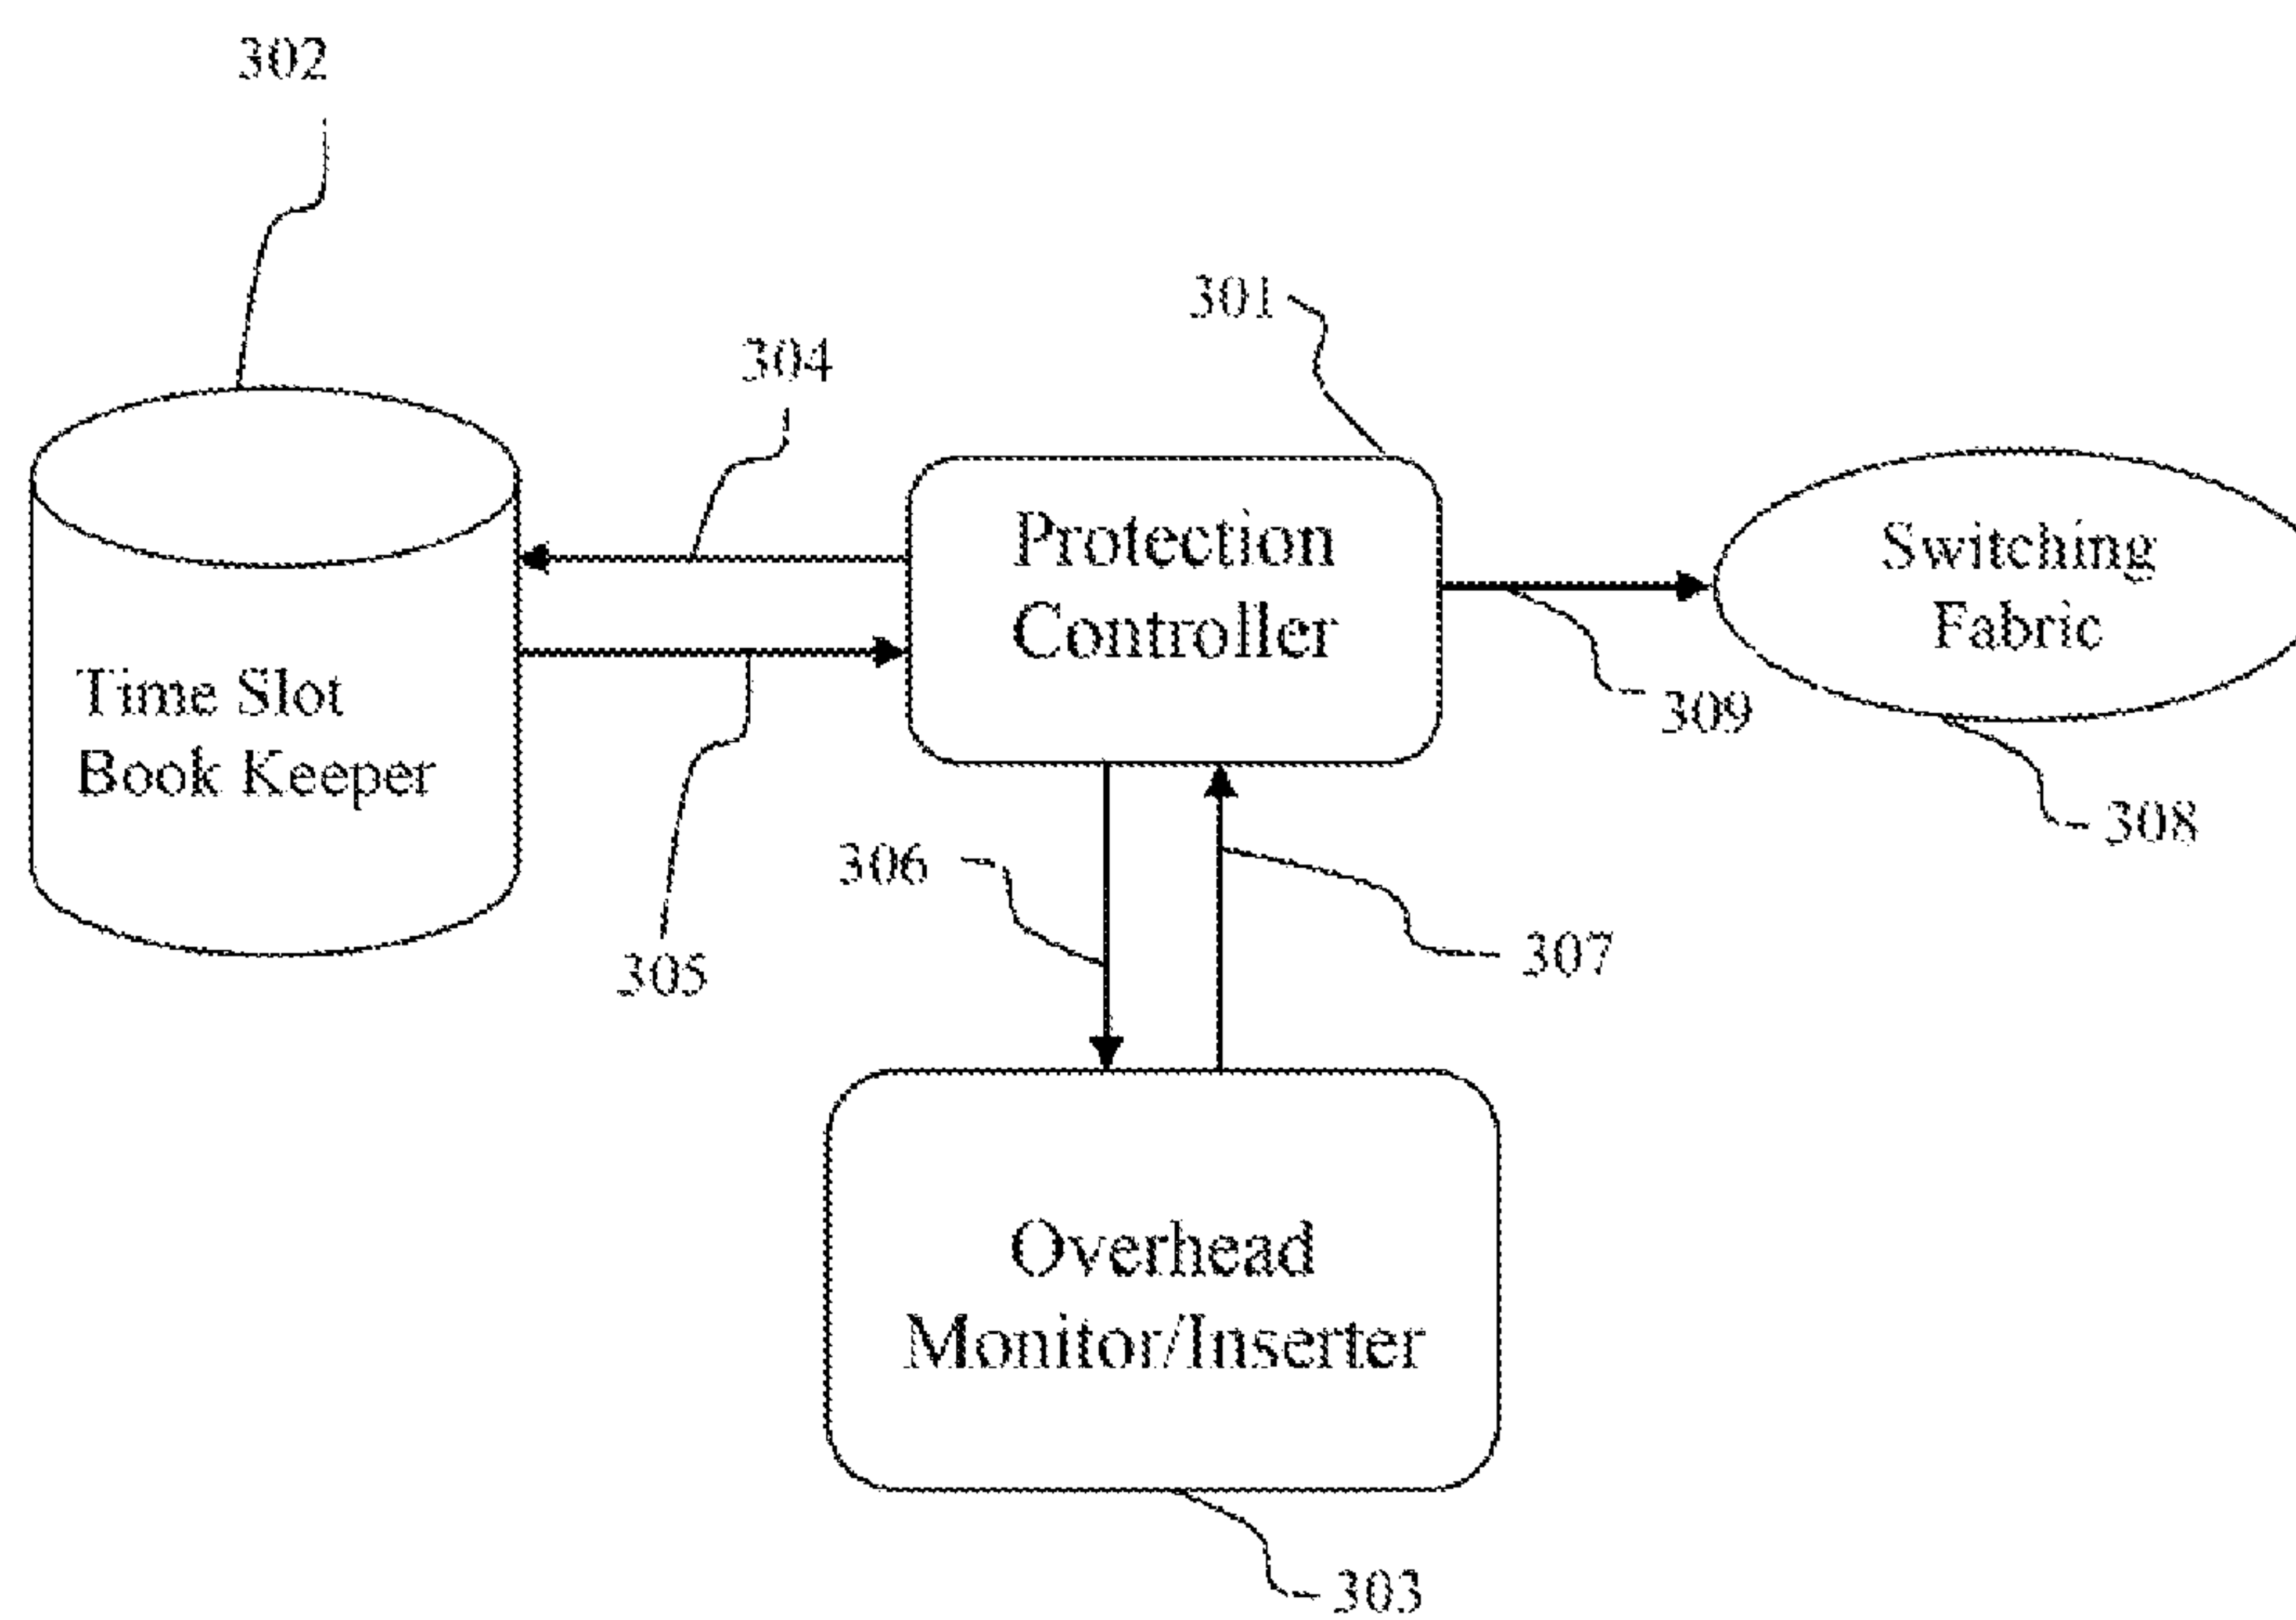 302
301
304
Protection
Controller
Switching
Fabric
309
Time Slot
Book Keeper
308
306
305
307
Overhead
Monitor/Inserter
303